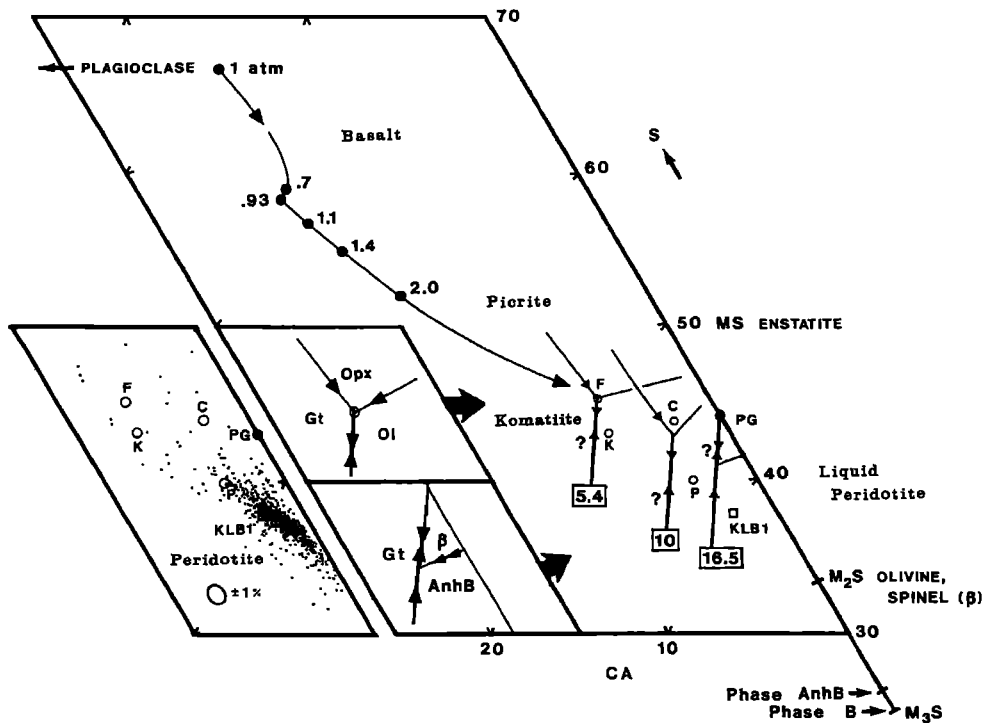 70
PLAGIOCLASE
1 atm
Basalt
S
60
.7
.93
1.1
1.4
2.0
Picrite
50 MS ENSTATITE
Opx
Gt
Ol
F
C
K
PG
P
KLB1
Peridotite
±1%
F
Komatiite
?
K
5.4
C
?
P
10
PG
?
40
Liquid
Peridotite
KLB1
16.5
β
Gt
AnhB
M₂S OLIVINE,
SPINEL (β)
30
20
10
CA
Phase AnhB
Phase B
M₃S